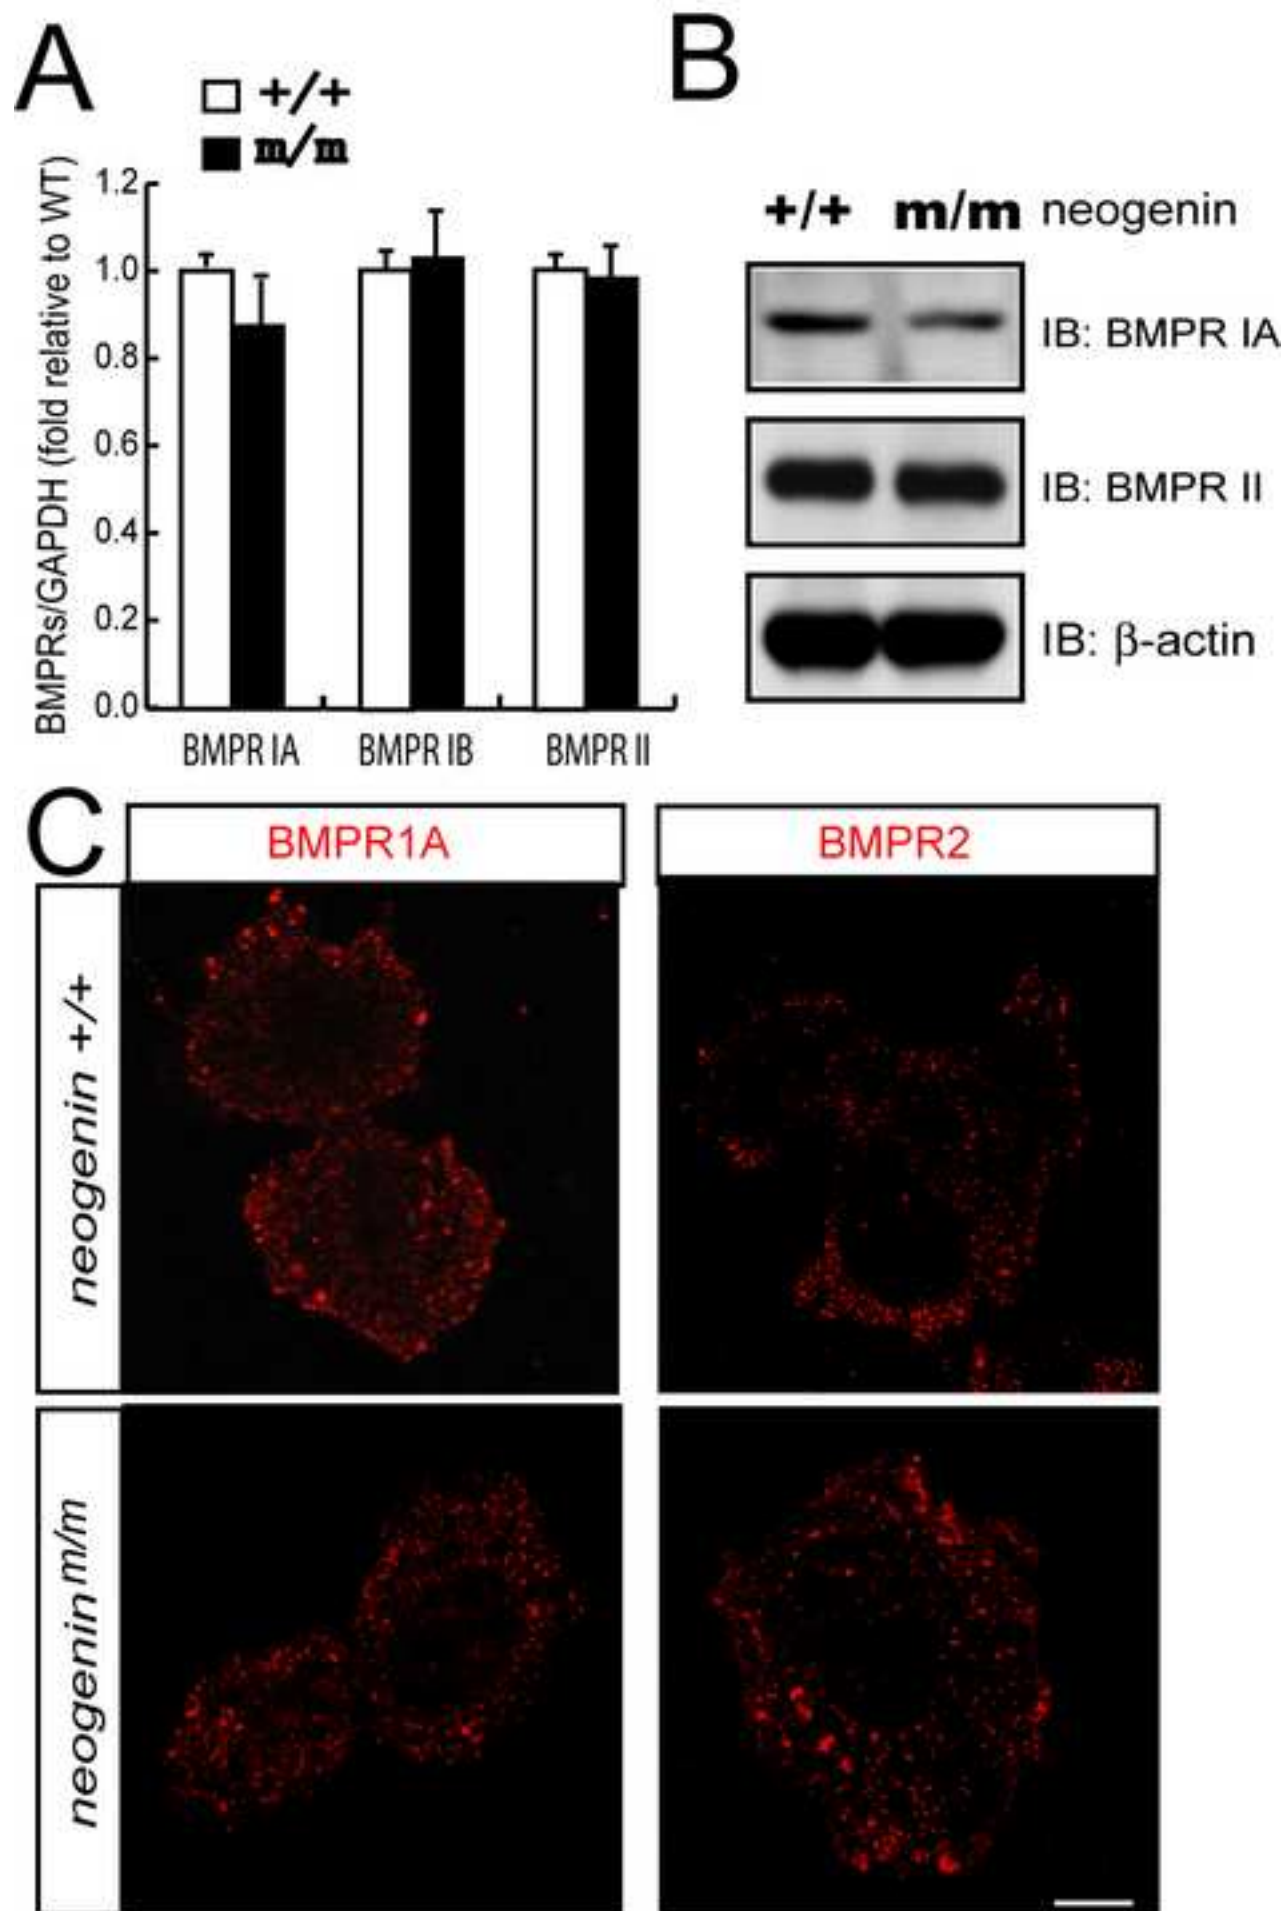 A
+/+
m/m
BMPRs/GAPDH (fold relative to WT)
1.2
1.0
0.8
0.6
0.4
0.2
0.0
BMPR IA BMPR IB BMPR II
B
+/+ m/m neogenin
IB: BMPR IA
IB: BMPR II
IB: β-actin
C
BMPR1A BMPR2
neogenin +/+
neogenin m/m